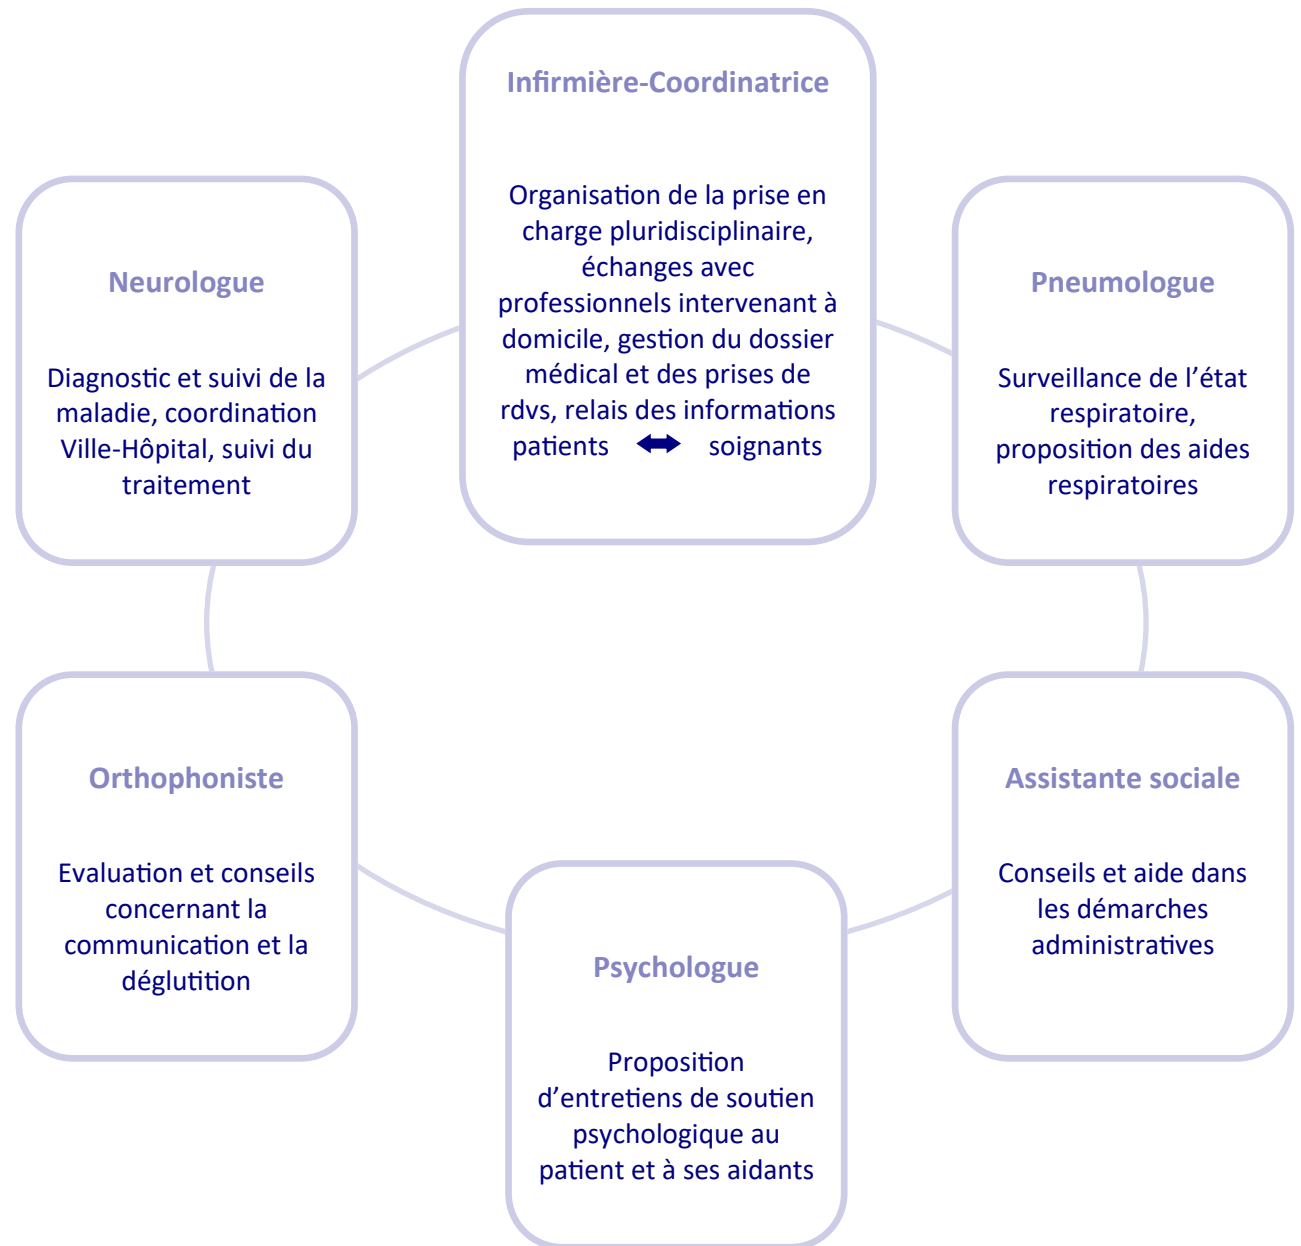 Infirmière-Coordinatrice
Organisation de la prise en
charge pluridisciplinaire,
échanges avec
professionnels intervenant à
domicile, gestion du dossier
médical et des prises de
rdvs, relais des informations
patients soignants
Neurologue
Diagnostic et suivi de la
maladie, coordination
Ville-Hôpital, suivi du
traitement
Pneumologue
Surveillance de l’état
respiratoire,
proposition des aides
respiratoires
Orthophoniste
Evaluation et conseils
concernant la
communication et la
déglutition
Assistante sociale
Conseils et aide dans
les démarches
administratives
Psychologue
Proposition
d’entretiens de soutien
psychologique au
patient et à ses aidants